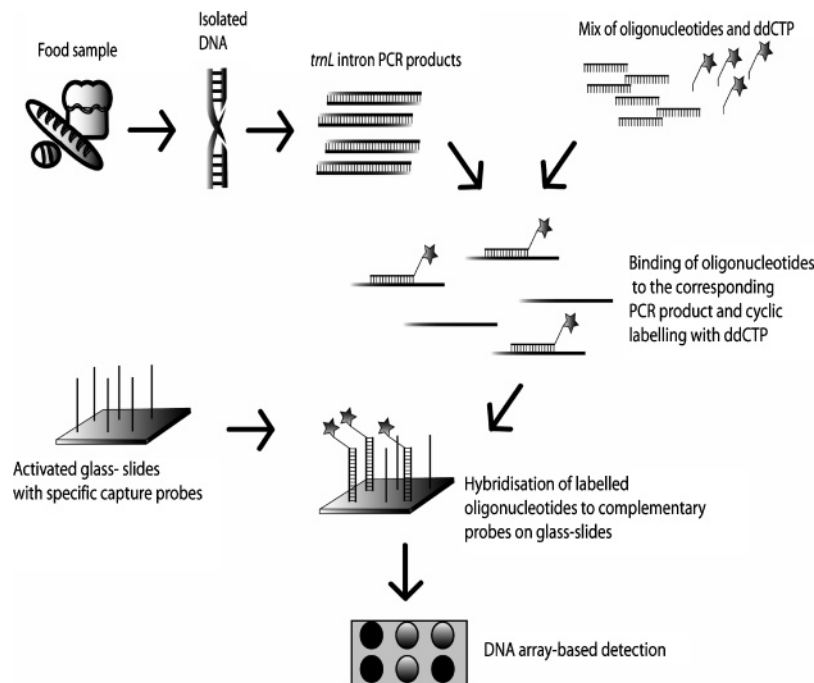 Food sample
Isolated
DNA
trnL intron PCR products
Mix of oligonucleotides and ddCTP
Binding of oligonucleotides
to the corresponding
PCR product and cyclic
labelling with ddCTP
Activated glass- slides
with specific capture probes
Hybridisation of labelled
oligonucleotides to complementary
probes on glass-slides
DNA array-based detection